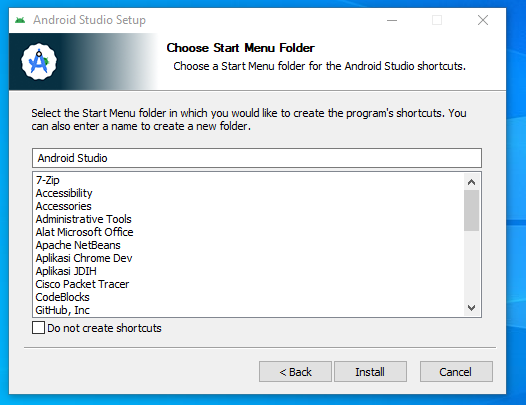 Android Studio Setup
Choose Start Menu Folder
Choose a Start Menu folder for the Android Studio shortcuts.
Select the Start Menu folder in which you would like to create the program's shortcuts. You
can also enter a name to create a new folder.
Android Studio
7-Zip
Accessibility
Accessories
Administrative Tools
Alat Microsoft Office
Apache NetBeans
Aplikasi Chrome Dev
Aplikasi JDIH
Cisco Packet Tracer
CodeBlocks
GitHub, Inc
Do not create shortcuts
< Back
Install
Cancel